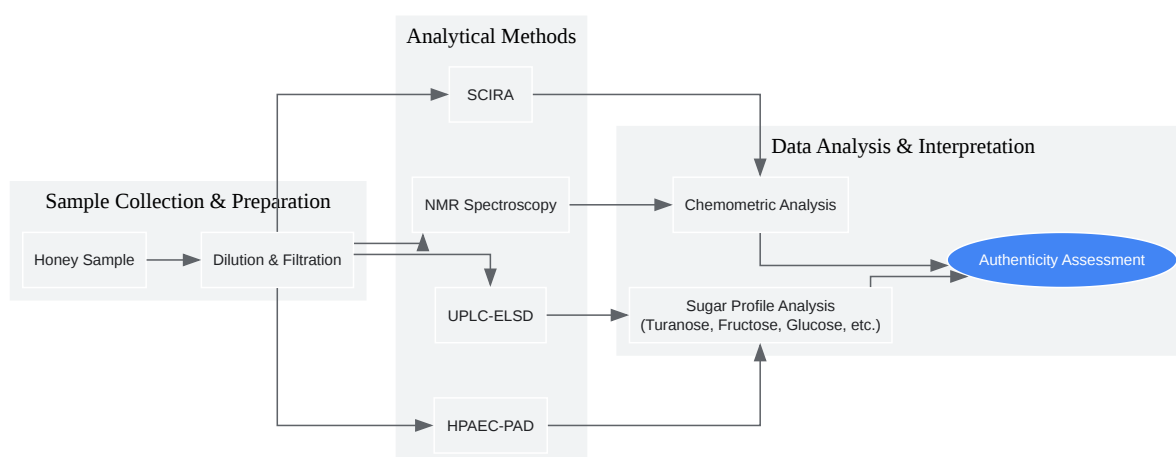 Analytical Methods
SCIRA
NMR Spectroscopy
UPLC-ELSD
HPAEC-PAD
Sample Collection & Preparation
Honey Sample
Dilution & Filtration
Data Analysis & Interpretation
Chemometric Analysis
Sugar Profile Analysis
(Turanose, Fructose, Glucose, etc.)
Authenticity Assessment